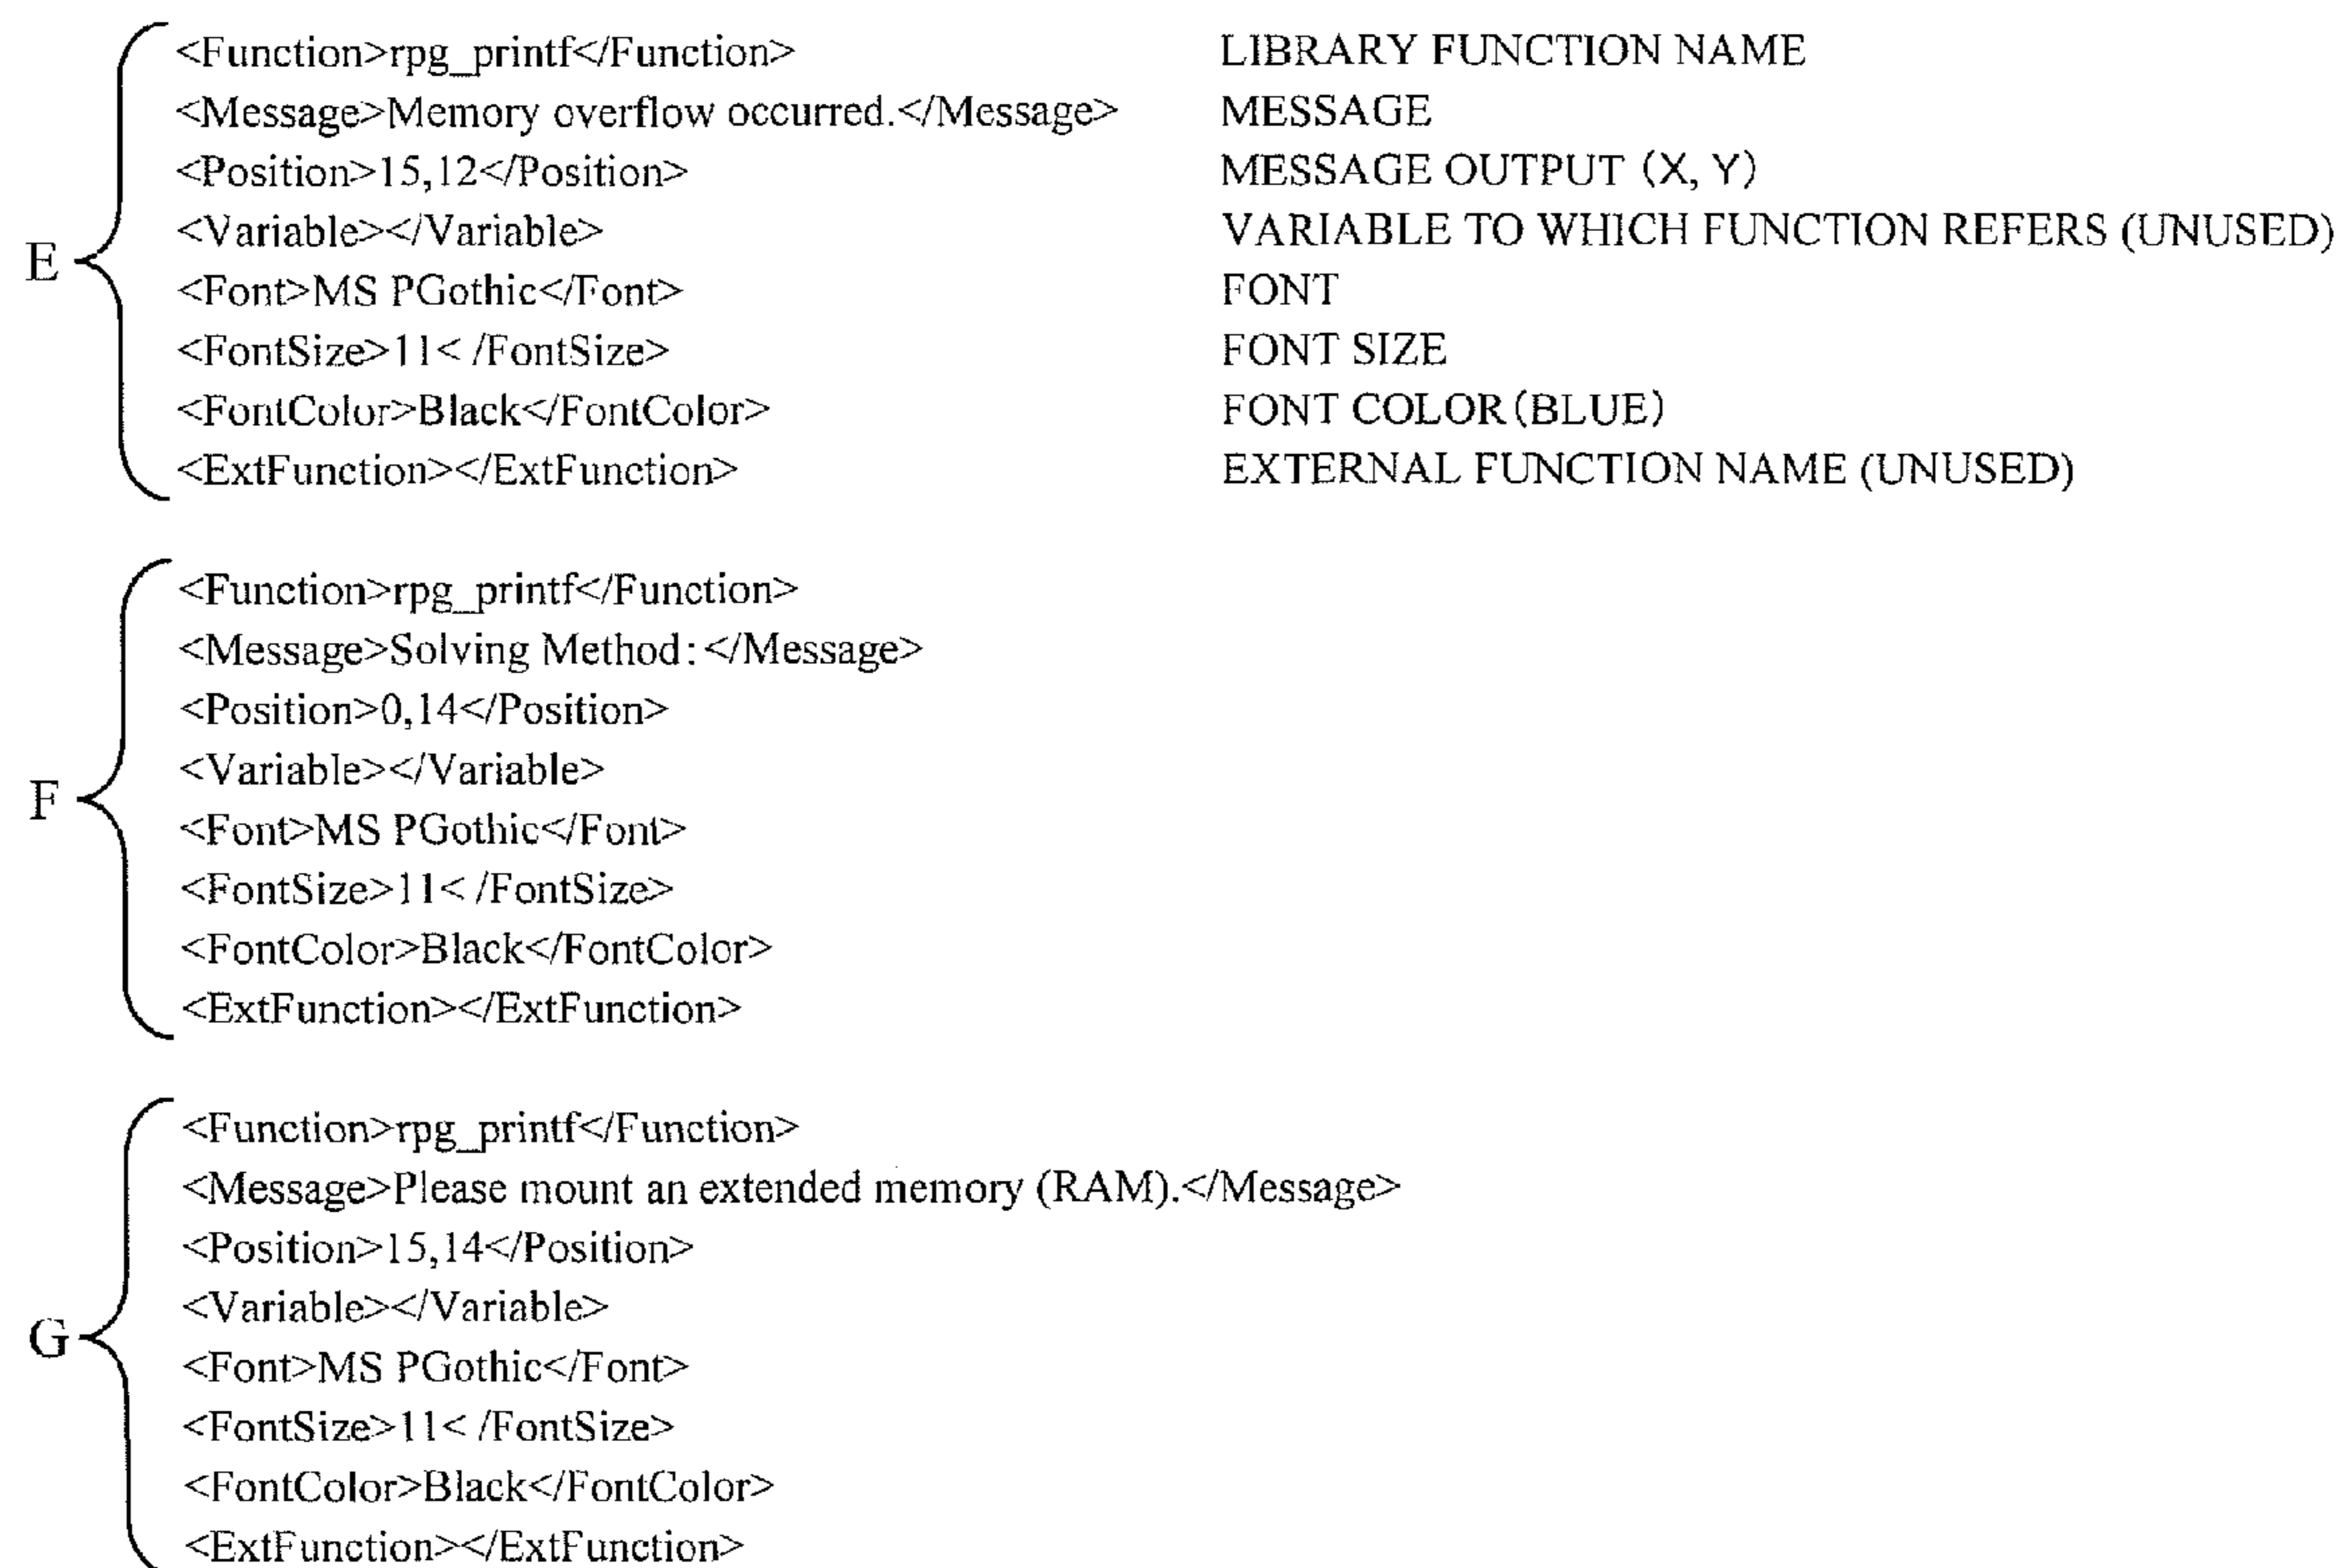 <Function>rpg_printf</Function> LIBRARY FUNCTION NAME
<Message>Memory overflow occurred.</Message> MESSAGE
<Position>15,12</Position> MESSAGE OUTPUT (X, Y)
<Variable></Variable> VARIABLE TO WHICH FUNCTION REFERS (UNUSED)
E
<Font>MS PGothic</Font> FONT
<FontSize>11< /FontSize> FONT SIZE
<FontColor>Black</FontColor> FONT COLOR(BLUE)
<ExtFunction></ExtFunction> EXTERNAL FUNCTION NAME (UNUSED)
<Function>rpg_printf</Function>
<Message>Solving Method:</Message>
<Position>0,14</Position>
<Variable></Variable>
F
<Font>MS PGothic</Font>
<FontSize>11< /FontSize>
<FontColor>Black</FontColor>
<ExtFunction></ExtFunction>
<Function>rpg_printf</Function>
<Message>Please mount an extended memory (RAM).</Message>
<Position>15,14</Position>
<Variable></Variable>
G
<Font>MS PGothic</Font>
<FontSize>11< /FontSize>
<FontColor>Black</FontColor>
<ExtFunction></ExtFunction>